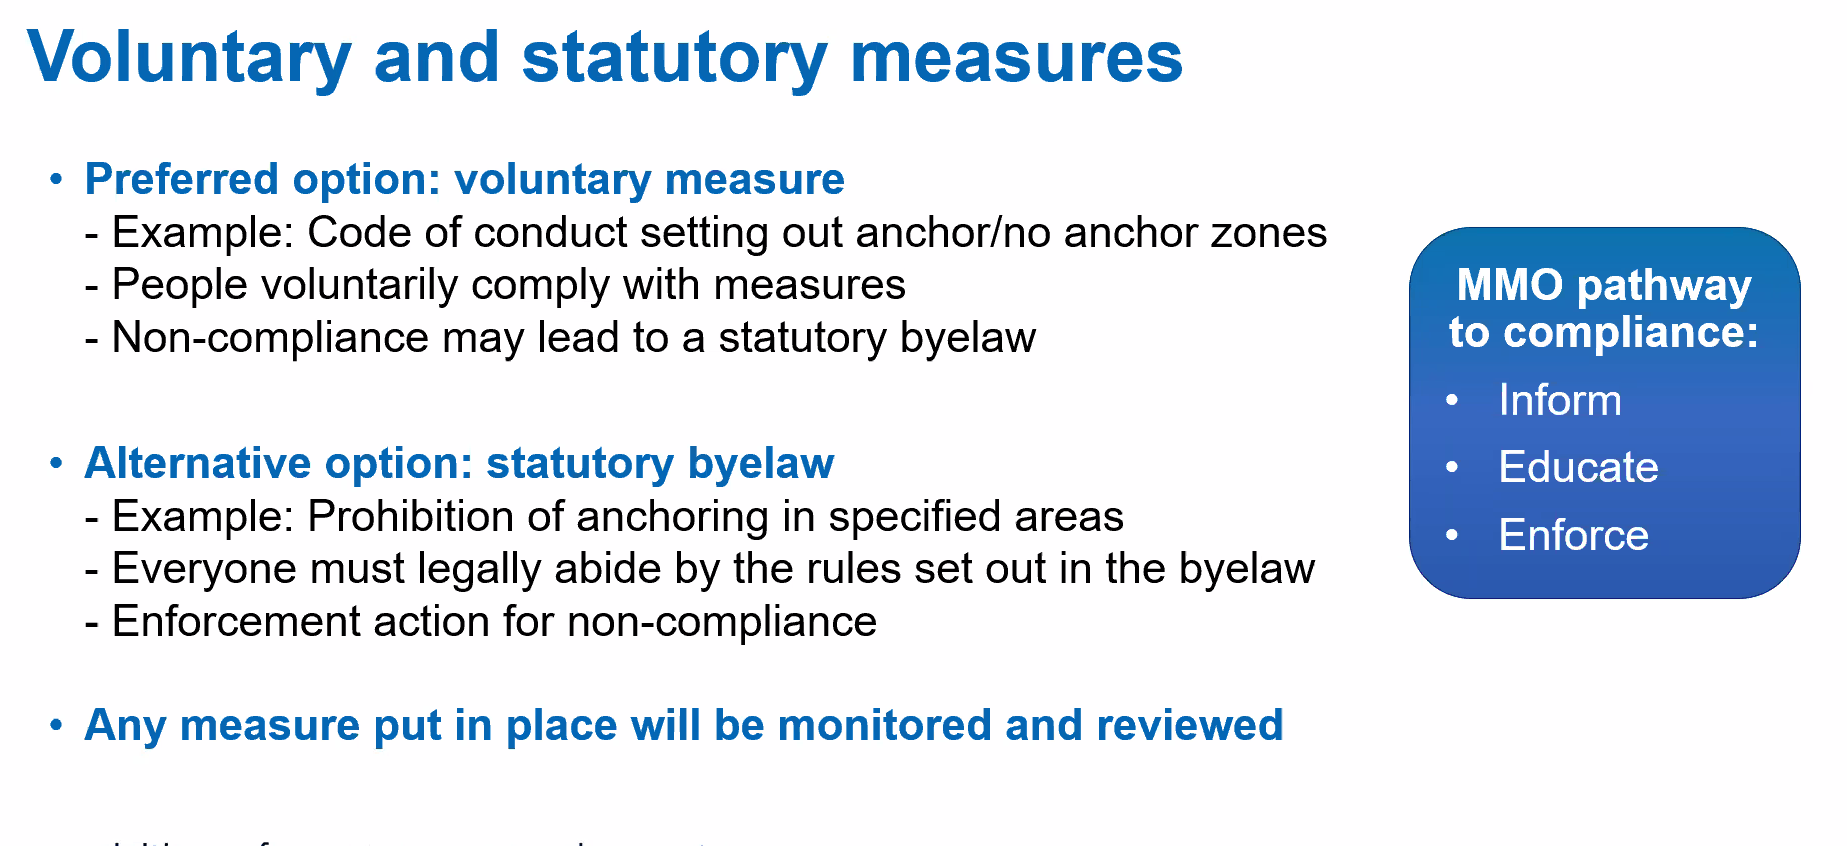 Voluntary and statutory measures
• Preferred option: voluntary measure
- Example: Code of conduct setting out anchor/no anchor zones
- People voluntarily comply with measures
- Non-compliance may lead to a statutory byelaw
• Alternative option: statutory byelaw
- Example: Prohibition of anchoring in specified areas
- Everyone must legally abide by the rules set out in the byelaw
- Enforcement action for non-compliance
• Any measure put in place will be monitored and reviewed
MMO pathway
to compliance:
• Inform
• Educate
• Enforce